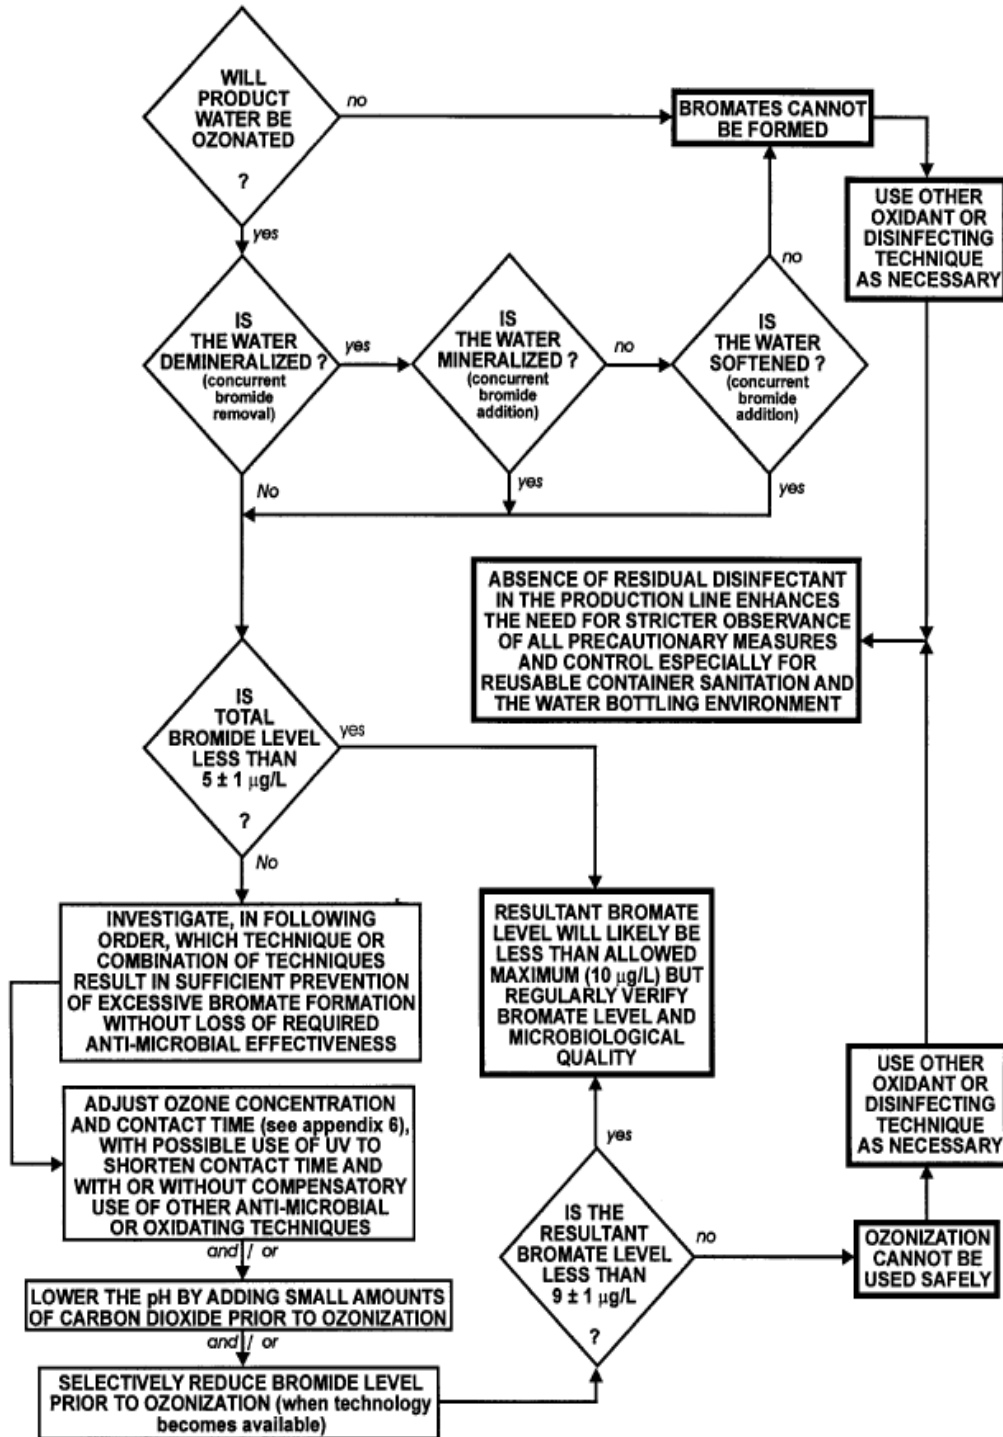 WILL
PRODUCT
WATER BE
OZONATED
?
no
yes
BROMATES CANNOT
BE FORMED
USE OTHER
OXIDANT OR
DISINFECTING
TECHNIQUE
AS NECESSARY
IS
THE WATER
DEMINERALIZED ?
(concurrent
bromide
removal)
yes
No
IS
THE WATER
MINERALIZED ?
(concurrent
bromide
addition)
no
yes
IS
THE WATER
SOFTENED ?
(concurrent
bromide
addition)
no
yes
ABSENCE OF RESIDUAL DISINFECTANT
IN THE PRODUCTION LINE ENHANCES
THE NEED FOR STRICTER OBSERVANCE
OF ALL PRECAUTIONARY MEASURES
AND CONTROL ESPECIALLY FOR
REUSABLE CONTAINER SANITATION AND
THE WATER BOTTLING ENVIRONMENT
IS
TOTAL
BROMIDE LEVEL
LESS THAN
5 ± 1 µg/L
?
yes
No
INVESTIGATE, IN FOLLOWING
ORDER, WHICH TECHNIQUE OR
COMBINATION OF TECHNIQUES
RESULT IN SUFFICIENT PREVENTION
OF EXCESSIVE BROMATE FORMATION
WITHOUT LOSS OF REQUIRED
ANTI-MICROBIAL EFFECTIVENESS
RESULTANT BROMATE
LEVEL WILL LIKELY BE
LESS THAN ALLOWED
MAXIMUM (10 µg/L) BUT
REGULARLY VERIFY
BROMATE LEVEL AND
MICROBIOLOGICAL
QUALITY
ADJUST OZONE CONCENTRATION
AND CONTACT TIME (see appendix 6),
WITH POSSIBLE USE OF UV TO
SHORTEN CONTACT TIME AND
WITH OR WITHOUT COMPENSATORY
USE OF OTHER ANTI-MICROBIAL
OR OXIDATING TECHNIQUES
and / or
LOWER THE pH BY ADDING SMALL AMOUNTS
OF CARBON DIOXIDE PRIOR TO OZONIZATION
and / or
SELECTIVELY REDUCE BROMIDE LEVEL
PRIOR TO OZONIZATION (when technology
becomes available)
IS THE
RESULTANT
BROMATE LEVEL
LESS THAN
9 ± 1 µg/L
?
yes
no
OZONIZATION
CANNOT BE
USED SAFELY
USE OTHER
OXIDANT OR
DISINFECTING
TECHNIQUE
AS NECESSARY